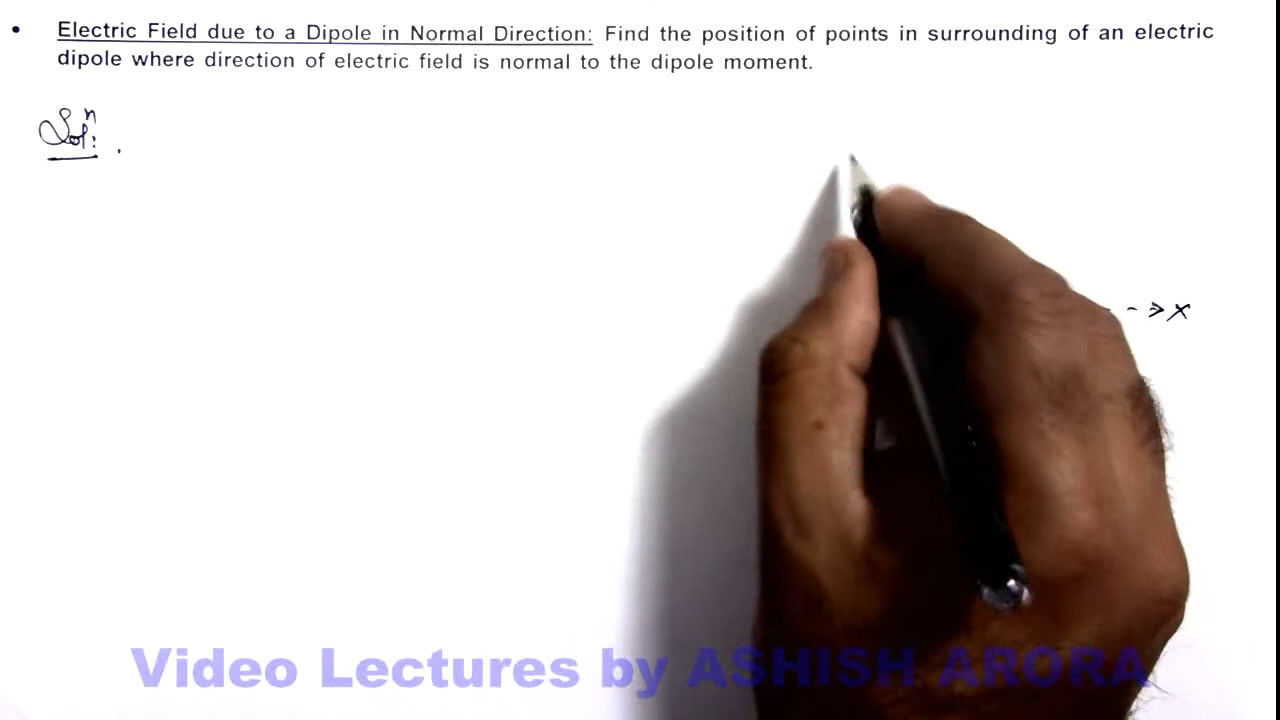 • Electric Field due to a Dipole in Normal Direction: Find the position of points in surrounding of an electric
dipole where direction of electric field is normal to the dipole moment.
Solⁿ:
x
Video Lectures by ASHISH ARORA